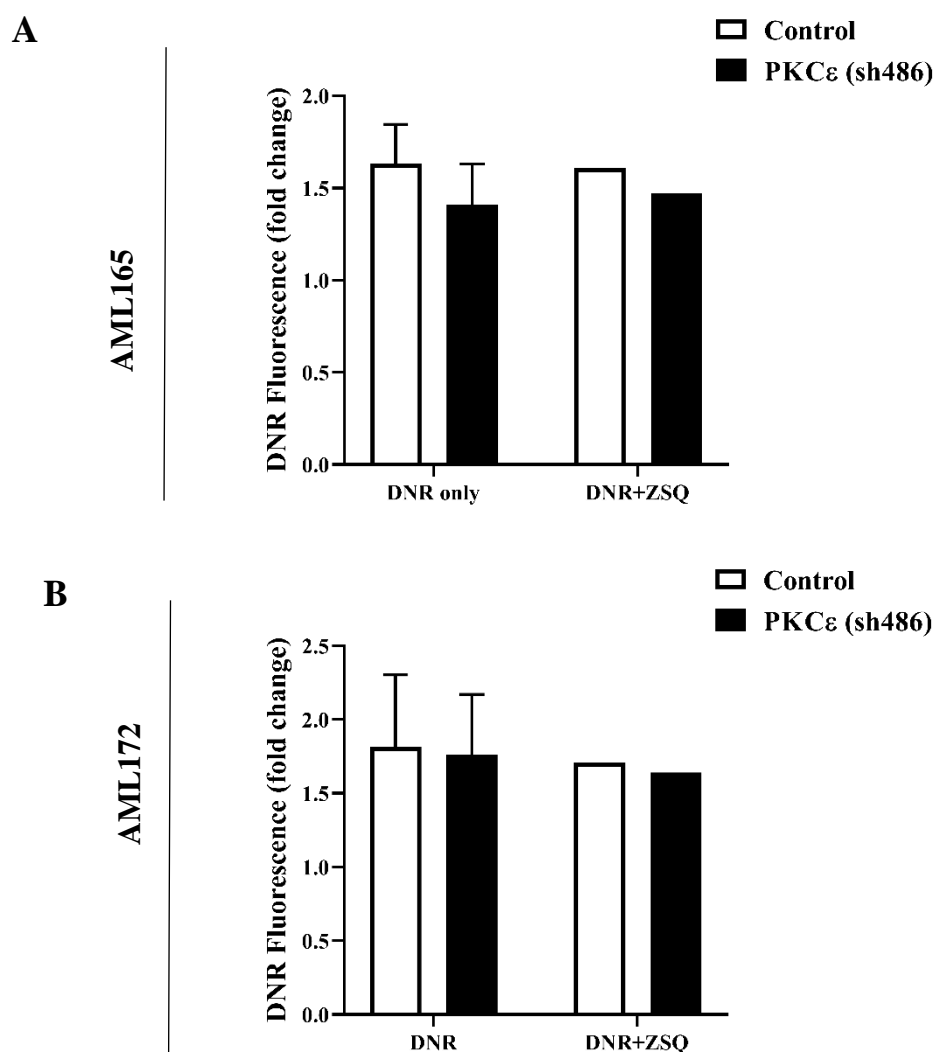 A
Control
PKCε (sh486)
AML165
DNR Fluorescence (fold change)
2.0
1.5
1.0
0.5
0.0
DNR only
DNR+ZSQ
B
Control
PKCε (sh486)
AML172
DNR Fluorescence (fold change)
2.5
2.0
1.5
1.0
0.5
0.0
DNR
DNR+ZSQ